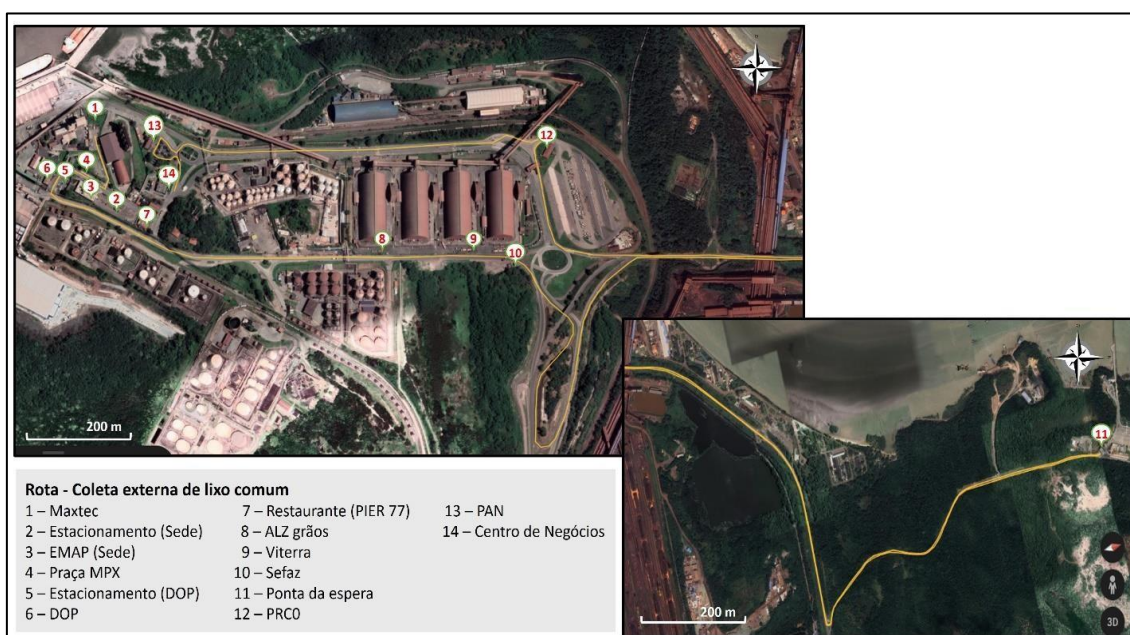 1
13
12
6
5
4
14
3
2
7
8
9
10
200 m
11
200 m
3D
Rota - Coleta externa de lixo comum
1 – Maxtec
2 – Estacionamento (Sede)
3 – EMAP (Sede)
4 – Praça MPX
5 – Estacionamento (DOP)
6 – DOP
7 – Restaurante (PIER 77)
8 – ALZ grãos
9 – Viterra
10 – Sefaz
11 – Ponta da espera
12 – PRC0
13 – PAN
14 – Centro de Negócios